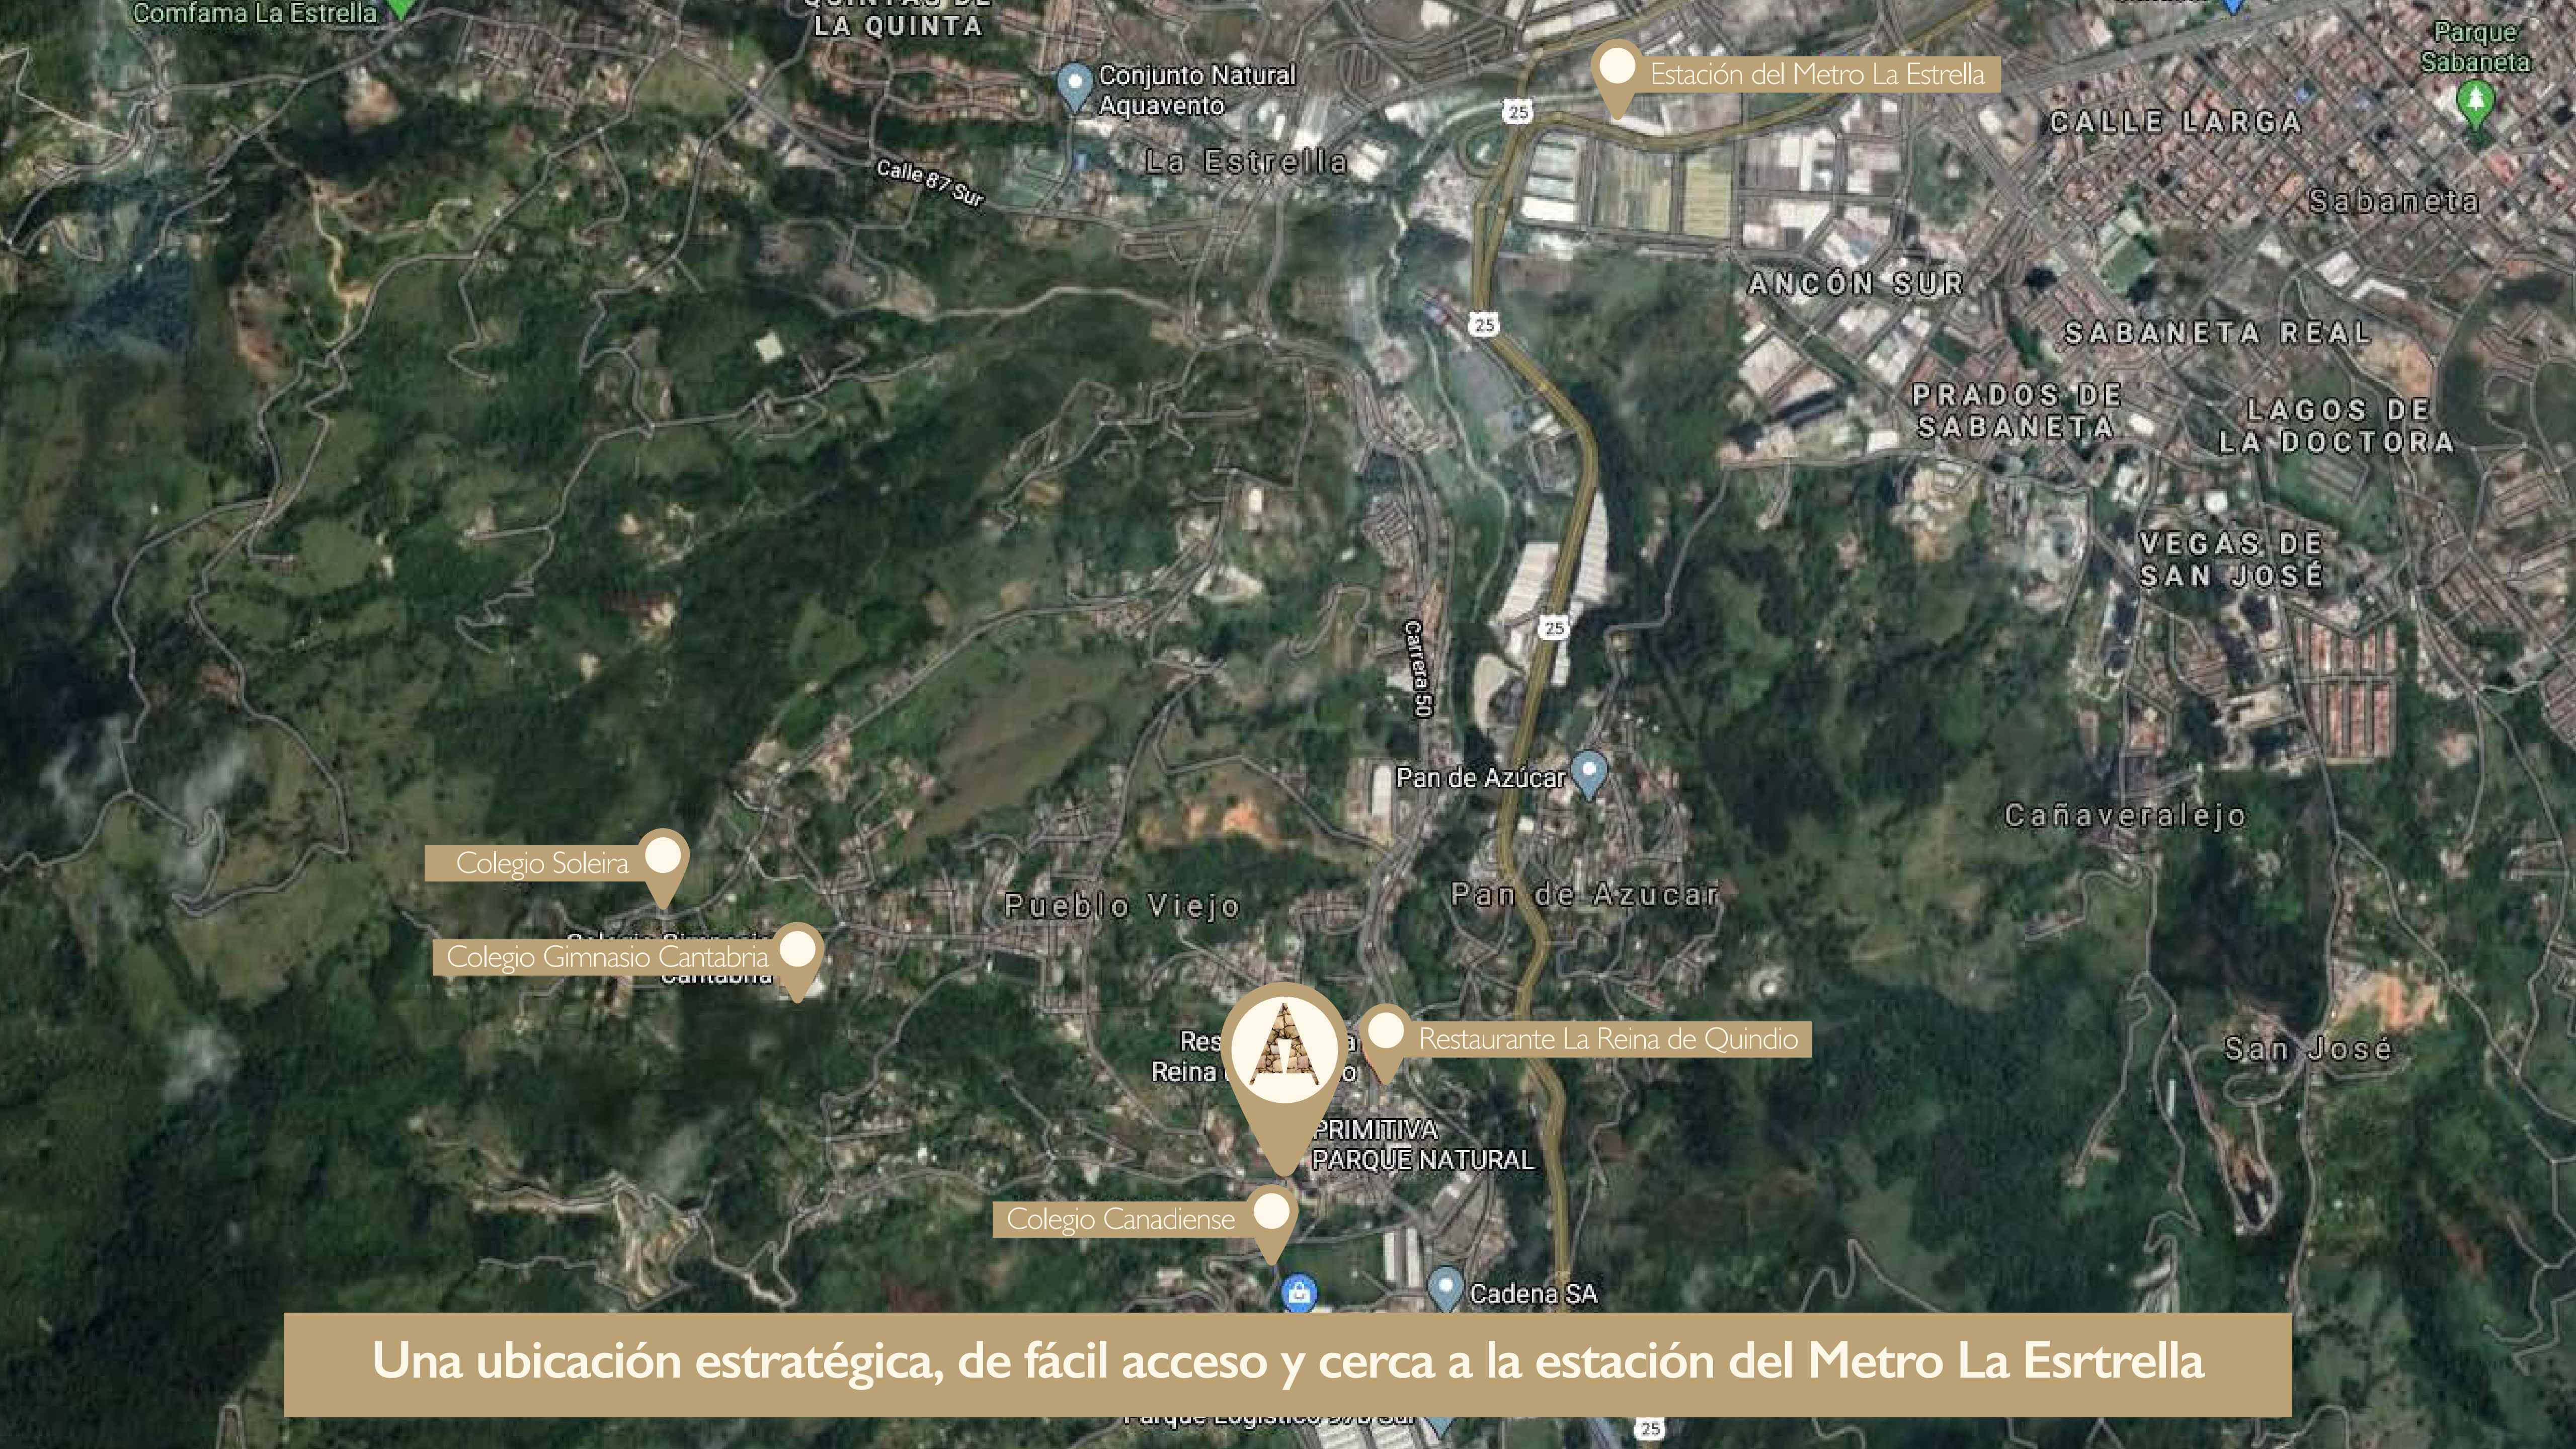 Comfama La Estrella
LA QUINTA
Parque
Sabaneta
Estación del Metro La Estrella
Conjunto Natural
Aquavento
25
CALLE LARGA
La Estrella
Calle 87 Sur
Sabaneta
ANCÓN SUR
25
SABANETA REAL
PRADOS DE
SABANETA
LAGOS DE
LA DOCTORA
VEGAS DE
SAN JOSÉ
25
Carrera 50
Pan de Azúcar
Cañaveralejo
Colegio Soleira
Pan de Azucar
Pueblo Viejo
Colegio Gimnasio Cantabria
Cantabria
Restaurante La Reina de Quindio
Reina
San José
PRIMITIVA
PARQUE NATURAL
Colegio Canadiense
Cadena SA
Una ubicación estratégica, de fácil acceso y cerca a la estación del Metro La Esrtrella
25